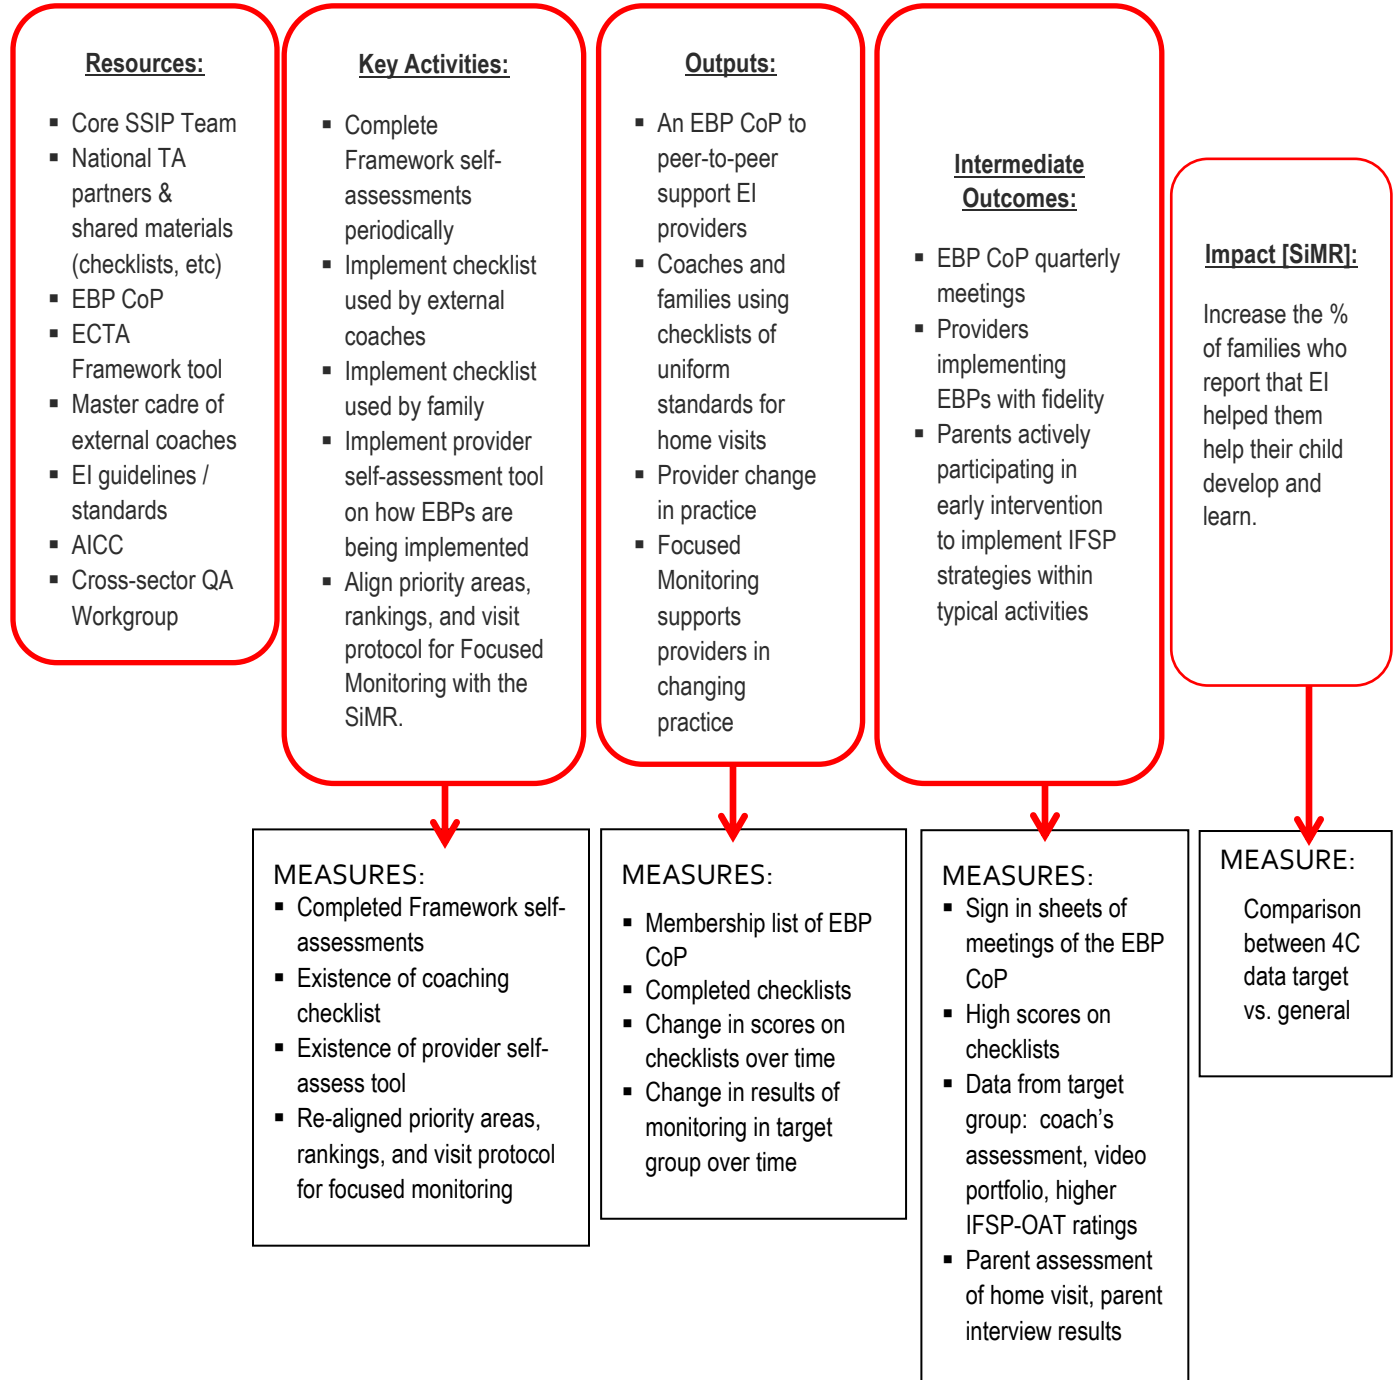 Resources:
▪ Core SSIP Team
▪ National TA
partners &
shared materials
(checklists, etc)
▪ EBP CoP
▪ ECTA
Framework tool
▪ Master cadre of
external coaches
▪ EI guidelines /
standards
▪ AICC
▪ Cross-sector QA
Workgroup
Key Activities:
▪ Complete
Framework self-
assessments
periodically
▪ Implement checklist
used by external
coaches
▪ Implement checklist
used by family
▪ Implement provider
self-assessment tool
on how EBPs are
being implemented
▪ Align priority areas,
rankings, and visit
protocol for Focused
Monitoring with the
SiMR.
Outputs:
▪ An EBP CoP to
peer-to-peer
support EI
providers
▪ Coaches and
families using
checklists of
uniform
standards for
home visits
▪ Provider change
in practice
▪ Focused
Monitoring
supports
providers in
changing
practice
Intermediate
Outcomes:
▪ EBP CoP quarterly
meetings
▪ Providers
implementing
EBPs with fidelity
▪ Parents actively
participating in
early intervention
to implement IFSP
strategies within
typical activities
Impact [SiMR]:
Increase the %
of families who
report that EI
helped them
help their child
develop and
learn.
MEASURES:
▪ Completed Framework self-
assessments
▪ Existence of coaching
checklist
▪ Existence of provider self-
assess tool
▪ Re-aligned priority areas,
rankings, and visit protocol
for focused monitoring
MEASURES:
▪ Membership list of EBP
CoP
▪ Completed checklists
▪ Change in scores on
checklists over time
▪ Change in results of
monitoring in target
group over time
MEASURES:
▪ Sign in sheets of
meetings of the EBP
CoP
▪ High scores on
checklists
▪ Data from target
group: coach's
assessment, video
portfolio, higher
IFSP-OAT ratings
▪ Parent assessment
of home visit, parent
interview results
MEASURE:
Comparison
between 4C
data target
vs. general